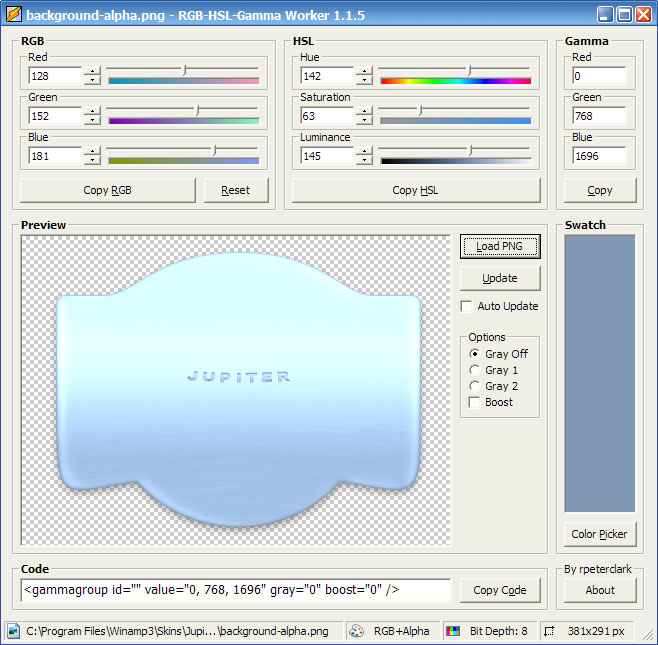 background-alpha.png - RGB-HSL-Gamma Worker 1.1.5
RGB
Red
128
Green
152
Blue
181
Copy RGB
Reset
HSL
Hue
142
Saturation
63
Luminance
145
Copy HSL
Gamma
Red
0
Green
768
Blue
1696
Copy
Preview
JUPITER
Load PNG
Update
Auto Update
Options
Gray Off
Gray 1
Gray 2
Boost
Swatch
Color Picker
Code
<gammagroup id="" value="0, 768, 1696" gray="0" boost="0" />
Copy Code
By rpeterclark
About
C:\Program Files\Winamp3\Skins\Jupi...\background-alpha.png
RGB+Alpha
Bit Depth: 8
381x291 px